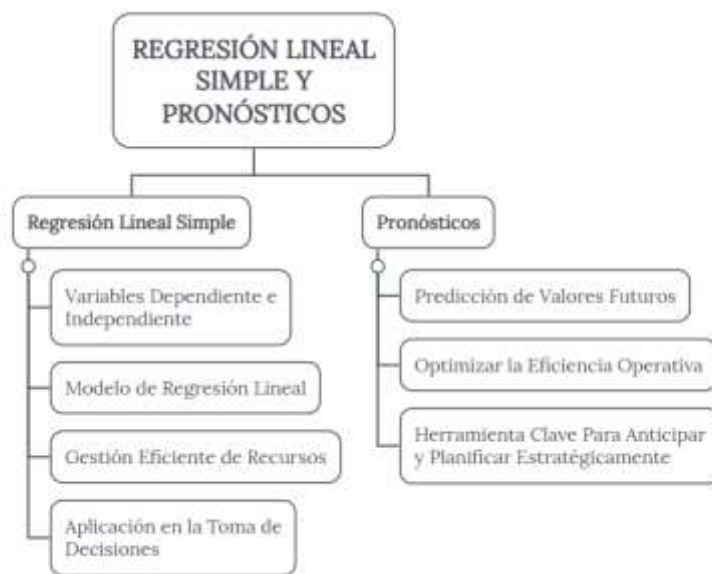 REGRESIÓN LINEAL
SIMPLE Y
PRONÓSTICOS
Regresión Lineal Simple
Variables Dependiente e
Independiente
Modelo de Regresión Lineal
Gestión Eficiente de Recursos
Aplicación en la Toma de
Decisiones
Pronósticos
Predicción de Valores Futuros
Optimizar la Eficiencia Operativa
Herramienta Clave Para Anticipar
y Planificar Estratégicamente